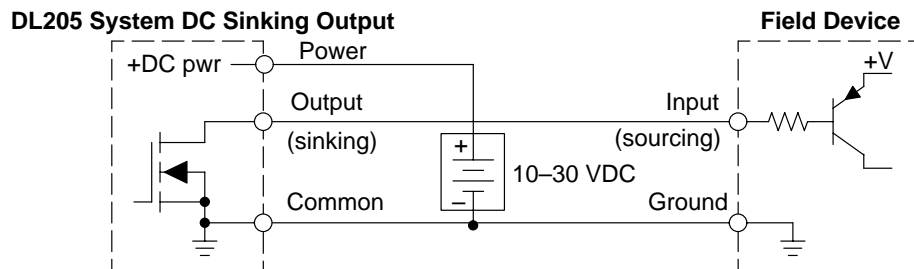 DL205 System DC Sinking Output
Field Device
+DC pwr
Power
+V
Output
(sinking)
Input
(sourcing)
+
10–30 VDC
–
Common
Ground